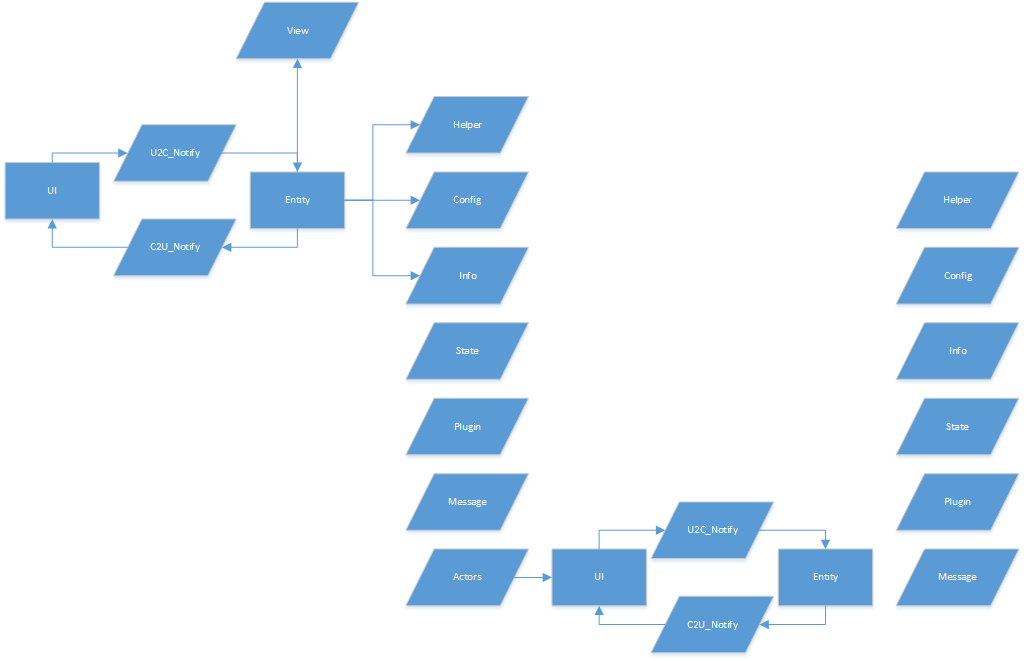 View
Helper
U2C_Notify
UI
Entity
Config
Helper
C2U_Notify
Info
Config
State
Info
Plugin
State
Message
Plugin
U2C_Notify
Actors
UI
Entity
Message
C2U_Notify